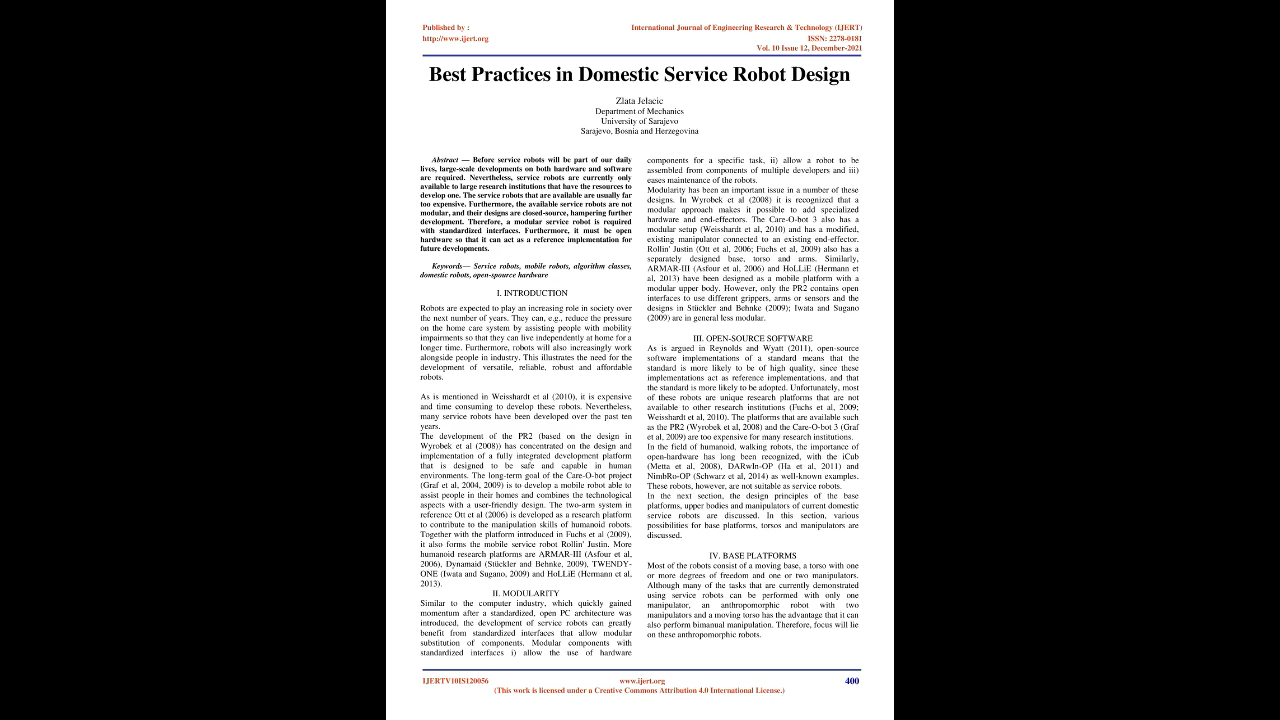 Published by :
http://www.ijert.org
International Journal of Engineering Research & Technology (IJERT)
ISSN: 2278-0181
Vol. 10 Issue 12, December-2021
Best Practices in Domestic Service Robot Design
Zlata Jelacic
Department of Mechanics
University of Sarajevo
Sarajevo, Bosnia and Herzegovina
Abstract — Before service robots will be part of our daily
lives, large-scale developments on both hardware and software
are required. Nevertheless, service robots are currently only
available to large research institutions that have the resources to
develop one. The service robots that are available are usually far
too expensive. Furthermore, the available service robots are not
modular, and their designs are closed-source, hampering further
development. Therefore, a modular service robot is required
with standardized interfaces. Furthermore, it must be open
hardware so that it can act as a reference implementation for
future developments.
Keywords— Service robots, mobile robots, algorithm classes,
domestic robots, open-spource hardware
I. INTRODUCTION
Robots are expected to play an increasing role in society over
the next number of years. They can, e.g., reduce the pressure
on the home care system by assisting people with mobility
impairments so that they can live independently at home for a
longer time. Furthermore, robots will also increasingly work
alongside people in industry. This illustrates the need for the
development of versatile, reliable, robust and affordable
robots.
As is mentioned in Weisshardt et al (2010), it is expensive
and time consuming to develop these robots. Nevertheless,
many service robots have been developed over the past ten
years.
The development of the PR2 (based on the design in
Wyrobek et al (2008)) has concentrated on the design and
implementation of a fully integrated development platform
that is designed to be safe and capable in human
environments. The long-term goal of the Care-O-bot project
(Graf et al, 2004, 2009) is to develop a mobile robot able to
assist people in their homes and combines the technological
aspects with a user-friendly design. The two-arm system in
reference Ott et al (2006) is developed as a research platform
to contribute to the manipulation skills of humanoid robots.
Together with the platform introduced in Fuchs et al (2009),
it also forms the mobile service robot Rollin' Justin. More
humanoid research platforms are ARMAR-III (Asfour et al,
2006), Dynamaid (Stückler and Behnke, 2009), TWENDY-
ONE (Iwata and Sugano, 2009) and HoLLiE (Hermann et al,
2013).
II. MODULARITY
Similar to the computer industry, which quickly gained
momentum after a standardized, open PC architecture was
introduced, the development of service robots can greatly
benefit from standardized interfaces that allow modular
substitution of components. Modular components with
standardized interfaces i) allow the use of hardware
components for a specific task, ii) allow a robot to be
assembled from components of multiple developers and iii)
eases maintenance of the robots.
Modularity has been an important issue in a number of these
designs. In Wyrobek et al (2008) it is recognized that a
modular approach makes it possible to add specialized
hardware and end-effectors. The Care-O-bot 3 also has a
modular setup (Weisshardt et al, 2010) and has a modified,
existing manipulator connected to an existing end-effector.
Rollin' Justin (Ott et al, 2006; Fuchs et al, 2009) also has a
separately designed base, torso and arms. Similarly,
ARMAR-III (Asfour et al, 2006) and HoLLiE (Hermann et
al, 2013) have been designed as a mobile platform with a
modular upper body. However, only the PR2 contains open
interfaces to use different grippers, arms or sensors and the
designs in Stückler and Behnke (2009); Iwata and Sugano
(2009) are in general less modular.
III. OPEN-SOURCE SOFTWARE
As is argued in Reynolds and Wyatt (2011), open-source
software implementations of a standard means that the
standard is more likely to be of high quality, since these
implementations act as reference implementations, and that
the standard is more likely to be adopted. Unfortunately, most
of these robots are unique research platforms that are not
available to other research institutions (Fuchs et al, 2009;
Weisshardt et al, 2010). The platforms that are available such
as the PR2 (Wyrobek et al, 2008) and the Care-O-bot 3 (Graf
et al, 2009) are too expensive for many research institutions.
In the field of humanoid, walking robots, the importance of
open-hardware has long been recognized, with the iCub
(Metta et al, 2008), DARwIn-OP (Ha et al, 2011) and
NimbRo-OP (Schwarz et al, 2014) as well-known examples.
These robots, however, are not suitable as service robots.
In the next section, the design principles of the base
platforms, upper bodies and manipulators of current domestic
service robots are discussed. In this section, various
possibilities for base platforms, torsos and manipulators are
discussed.
IV. BASE PLATFORMS
Most of the robots consist of a moving base, a torso with one
or more degrees of freedom and one or two manipulators.
Although many of the tasks that are currently demonstrated
using service robots can be performed with only one
manipulator, an anthropomorphic robot with two
manipulators and a moving torso has the advantage that it can
also perform bimanual manipulation. Therefore, focus will lie
on these anthropomorphic robots.
IJERTV10IS120056
www.ijert.org
400
(This work is licensed under a Creative Commons Attribution 4.0 International License.)